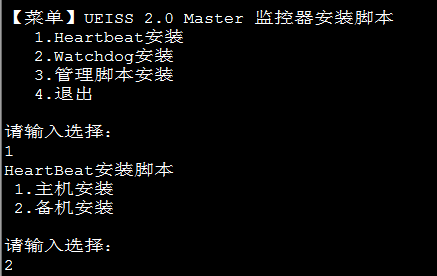 【菜单】UEISS 2.0 Master 监控器安装脚本
1.Heartbeat安装
2.Watchdog安装
3.管理脚本安装
4.退出
请输入选择：
1
HeartBeat安装脚本
1.主机安装
2.备机安装
请输入选择：
2